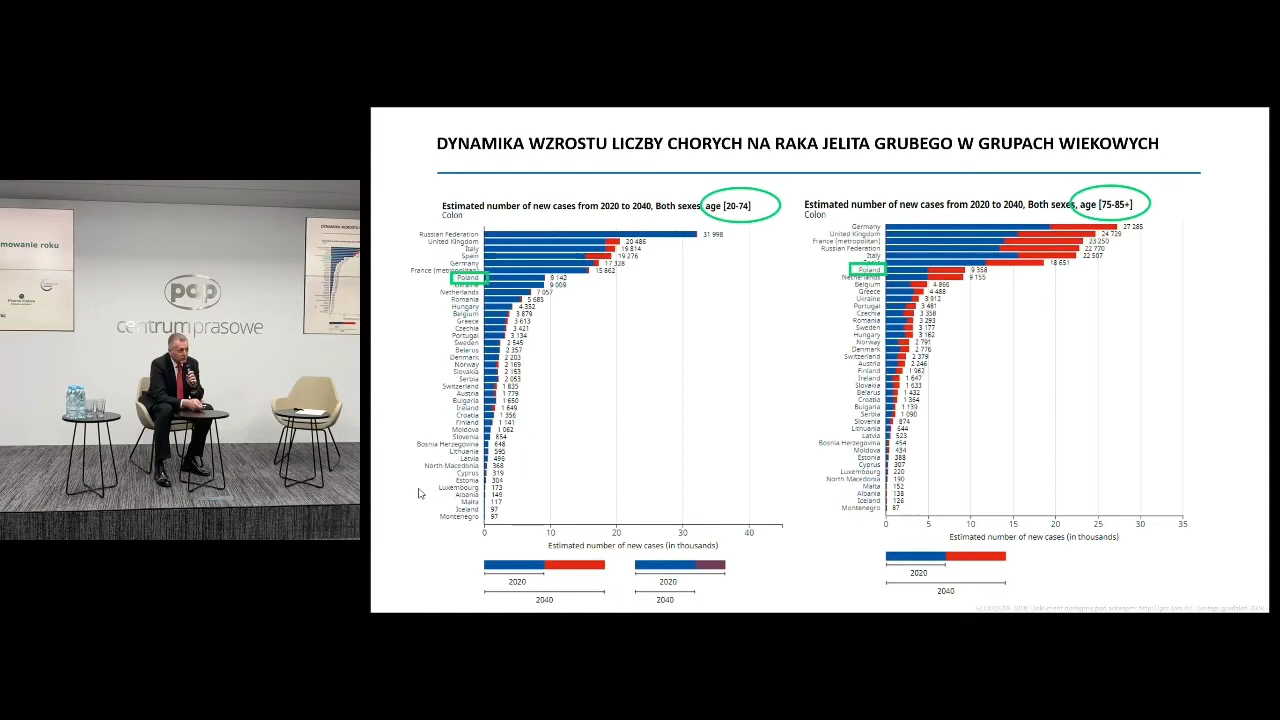 mowanie roku
pap
centrumprasowe
DYNAMIKA WZROSTU LICZBY CHORYCH NA RAKA JELITA GRUBEGO W GRUPACH WIEKOWYCH
Estimated number of new cases from 2020 to 2040, Both sexes, age [20-74]
Colon
Russian Federation 31 998
United Kingdom 20 486
Italy 19 814
Spain 19 276
Germany 17 328
France (metropolitan) 15 862
Poland 9 142
Ukraine 9 009
Netherlands 7 057
Romania 5 685
Hungary 4 352
Belgium 3 879
Greece 3 613
Czechia 3 421
Portugal 3 134
Sweden 2 545
Belarus 2 357
Denmark 2 203
Norway 2 169
Slovakia 2 153
Serbia 2 053
Switzerland 1 835
Austria 1 779
Bulgaria 1 650
Ireland 1 649
Croatia 1 356
Finland 1 141
Moldova 1 062
Slovenia 854
Bosnia Herzegovina 648
Lithuania 595
Latvia 496
North Macedonia 368
Cyprus 319
Estonia 304
Luxembourg 173
Albania 149
Malta 117
Iceland 97
Montenegro 97
0 10 20 30 40
Estimated number of new cases (in thousands)
2020 2020
2040 2040
Estimated number of new cases from 2020 to 2040, Both sexes, age [75-85+]
Colon
Germany 27 285
United Kingdom 24 729
France (metropolitan) 23 250
Russian Federation 22 770
Italy 22 507
18 651
Poland 9 358
Netherlands 9 155
Belgium 4 866
Greece 4 488
Ukraine 3 912
Portugal 3 481
Czechia 3 358
Romania 3 293
Sweden 3 177
Hungary 3 162
Norway 2 791
Denmark 2 776
Switzerland 2 379
Austria 2 246
Finland 1 962
Ireland 1 647
Slovakia 1 633
Belarus 1 432
Croatia 1 364
Bulgaria 1 139
Serbia 1 090
Slovenia 874
Lithuania 644
Latvia 523
Bosnia Herzegovina 454
Moldova 434
Estonia 388
Cyprus 307
Luxembourg 220
North Macedonia 190
Malta 152
Albania 138
Iceland 126
Montenegro 87
0 5 10 15 20 25 30 35
Estimated number of new cases (in thousands)
2020
2040